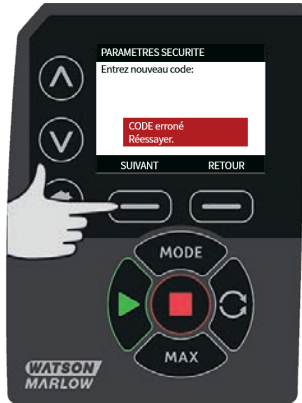 PARAMETRES SECURITE
Entrez nouveau code:
CODE erroné
Réessayer.
SUIVANT RETOUR
MODE
MAX
WATSON
MARLOW